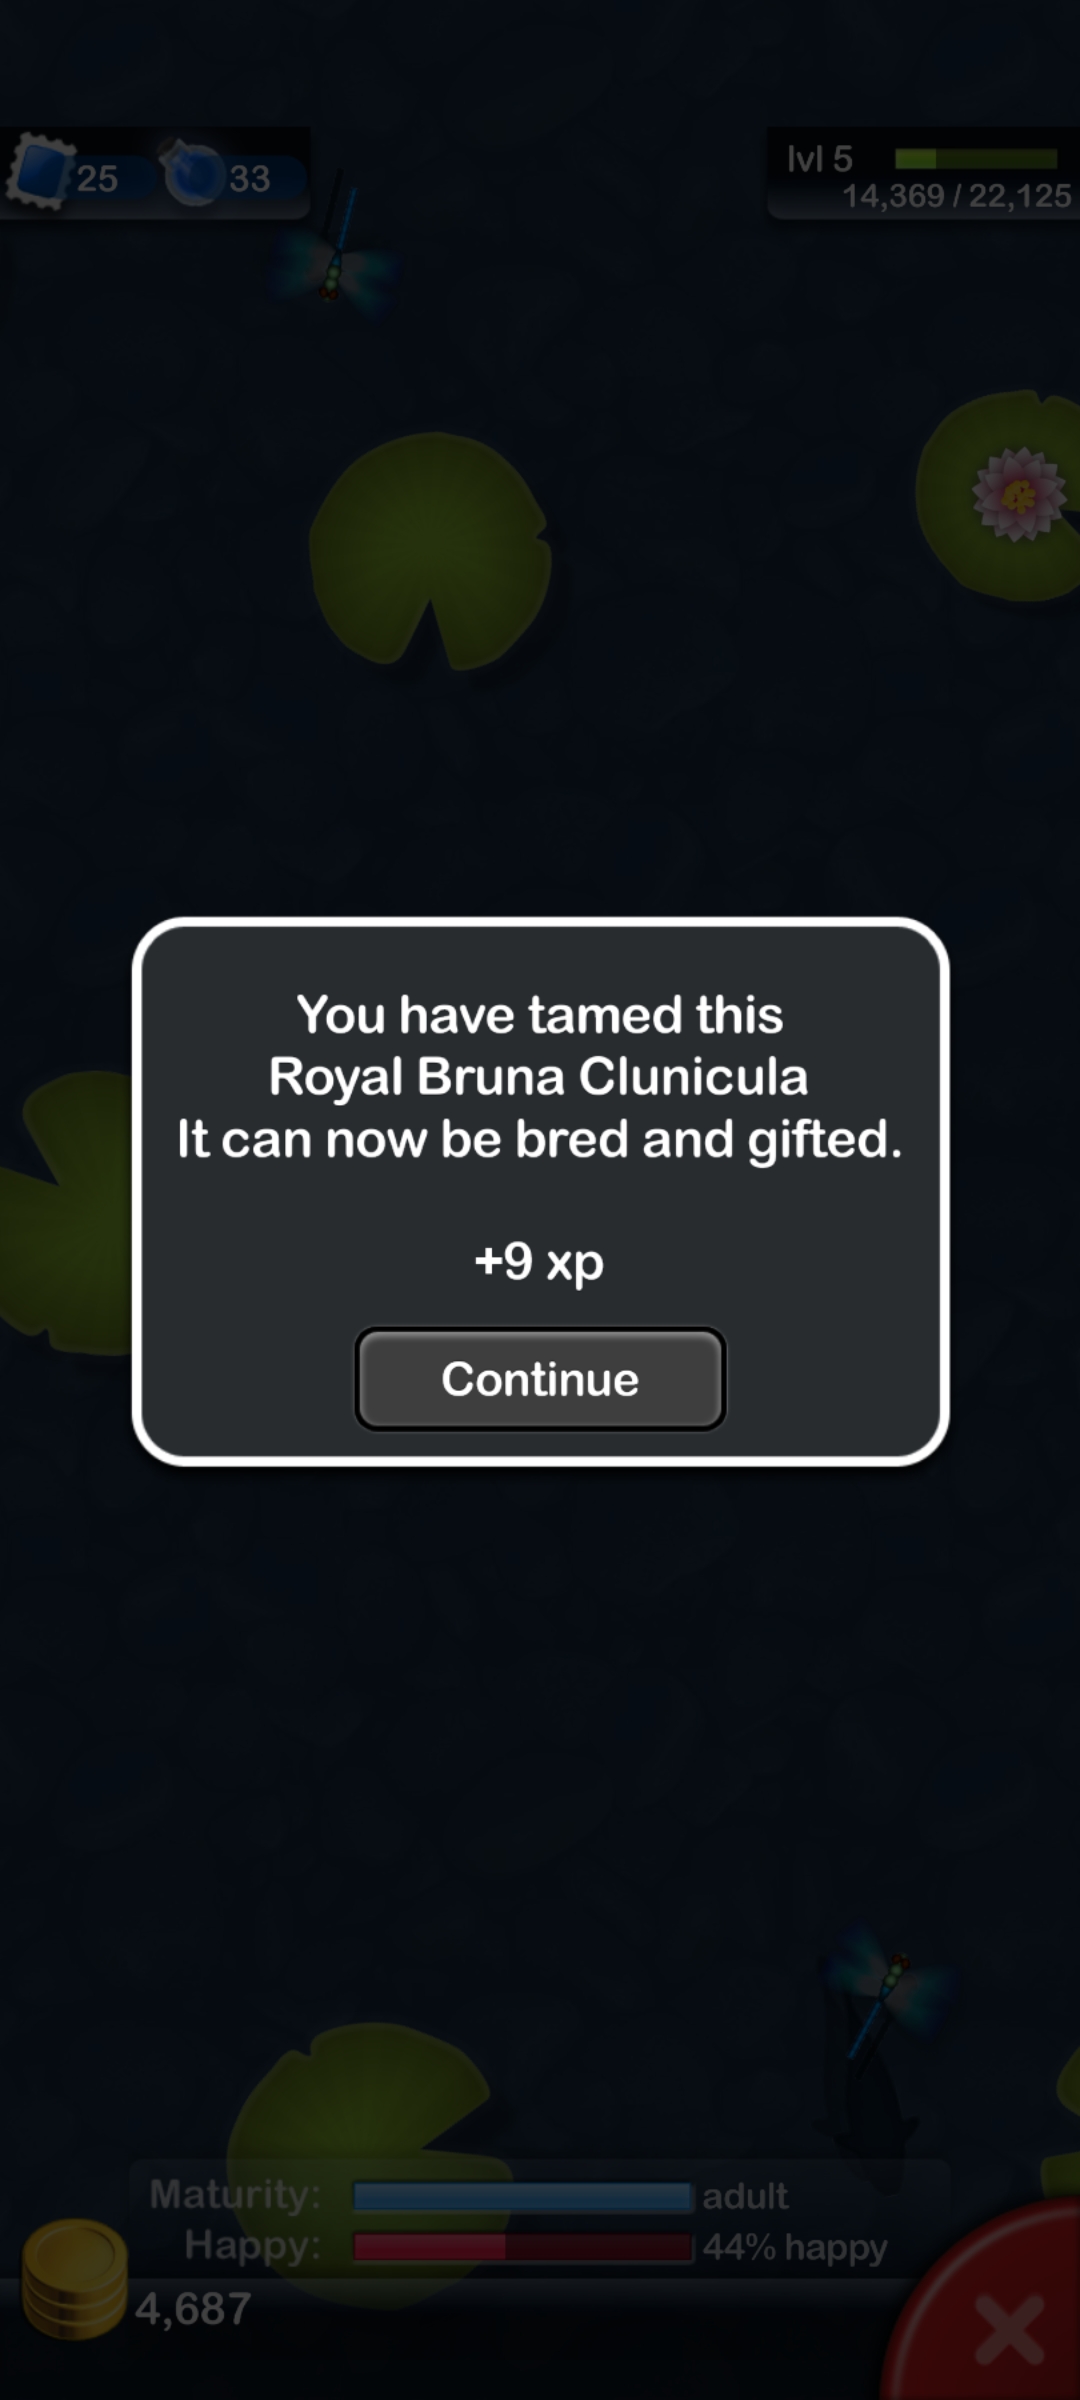 25
33
lvl 5
14,369 / 22,125
You have tamed this
Royal Bruna Clunicula
It can now be bred and gifted.
+9 xp
Continue
Maturity: adult
Happy: 44% happy
4,687